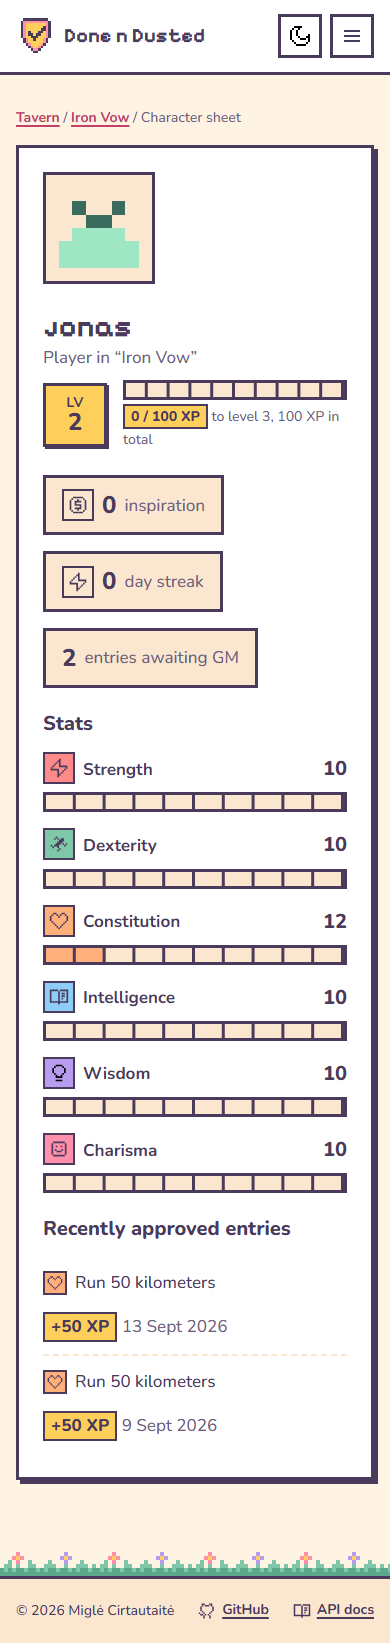 Done n Dusted
Tavern / Iron Vow / Character sheet
Jonas
Player in “Iron Vow”
LV
2
0 / 100 XP to level 3, 100 XP in
total
0 inspiration
0 day streak
2 entries awaiting GM
Stats
Strength 10
Dexterity 10
Constitution 12
Intelligence 10
Wisdom 10
Charisma 10
Recently approved entries
Run 50 kilometers
+50 XP 13 Sept 2026
Run 50 kilometers
+50 XP 9 Sept 2026
© 2026 Miglė Cirtautaitė GitHub API docs